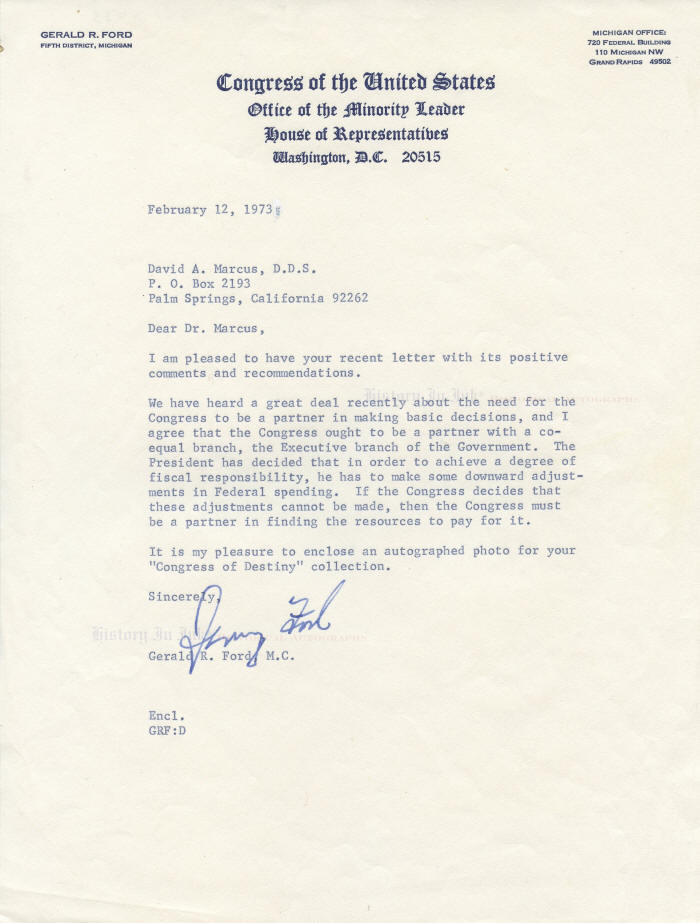 GERALD R. FORD
FIFTH DISTRICT, MICHIGAN
MICHIGAN OFFICE:
720 FEDERAL BUILDING
110 MICHIGAN NW
GRAND RAPIDS 49502
Congress of the United States
Office of the Minority Leader
House of Representatives
Washington, D.C. 20515
February 12, 1973
David A. Marcus, D.D.S.
P. O. Box 2193
Palm Springs, California 92262
Dear Dr. Marcus,
I am pleased to have your recent letter with its positive
comments and recommendations.
History In Ink AUTOGRAPHS
We have heard a great deal recently about the need for the
Congress to be a partner in making basic decisions, and I
agree that the Congress ought to be a partner with a co-
equal branch, the Executive branch of the Government. The
President has decided that in order to achieve a degree of
fiscal responsibility, he has to make some downward adjust-
ments in Federal spending. If the Congress decides that
these adjustments cannot be made, then the Congress must
be a partner in finding the resources to pay for it.
It is my pleasure to enclose an autographed photo for your
"Congress of Destiny" collection.
Sincerely,
Jerry Ford
History In Ink AUTOGRAPHS
Gerald R. Ford, M.C.
Encl.
GRF:D